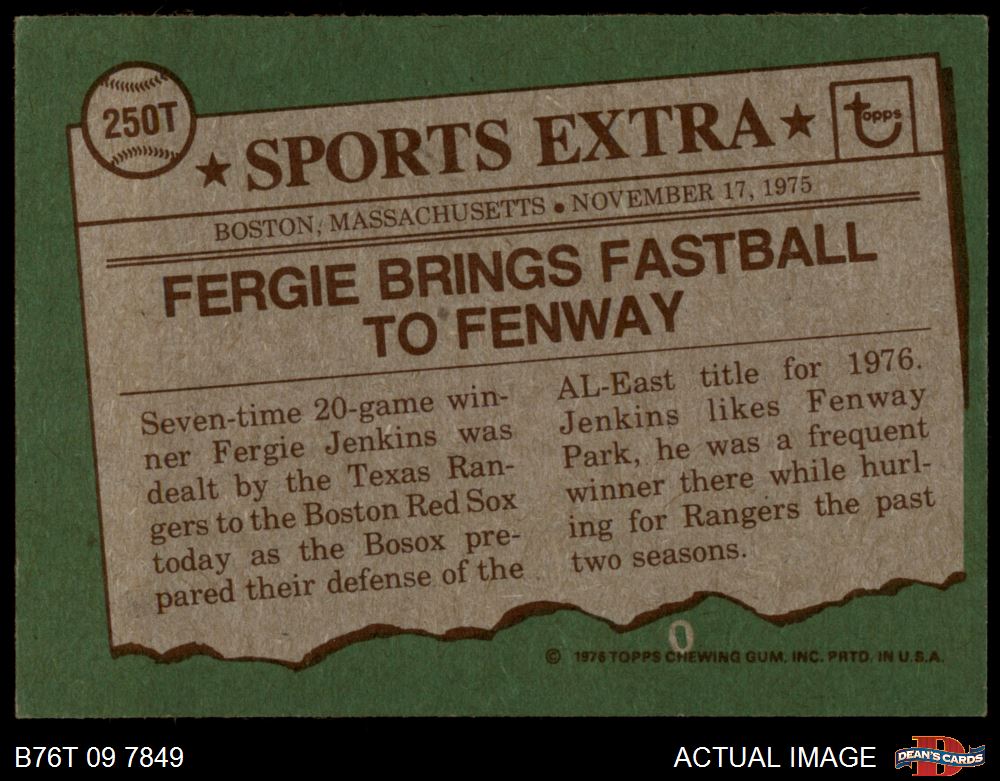 250T
★ SPORTS EXTRA ★
topps
BOSTON, MASSACHUSETTS • NOVEMBER 17, 1975
FERGIE BRINGS FASTBALL
TO FENWAY
Seven-time 20-game win-
ner Fergie Jenkins was
dealt by the Texas Ran-
gers to the Boston Red Sox
today as the Bosox pre-
pared their defense of the
AL-East title for 1976.
Jenkins likes Fenway
Park, he was a frequent
winner there while hurl-
ing for Rangers the past
two seasons.
0
© 1976 TOPPS CHEWING GUM, INC. PRTD. IN U.S.A.
B76T 09 7849
ACTUAL IMAGE
D
DEAN'S CARDS